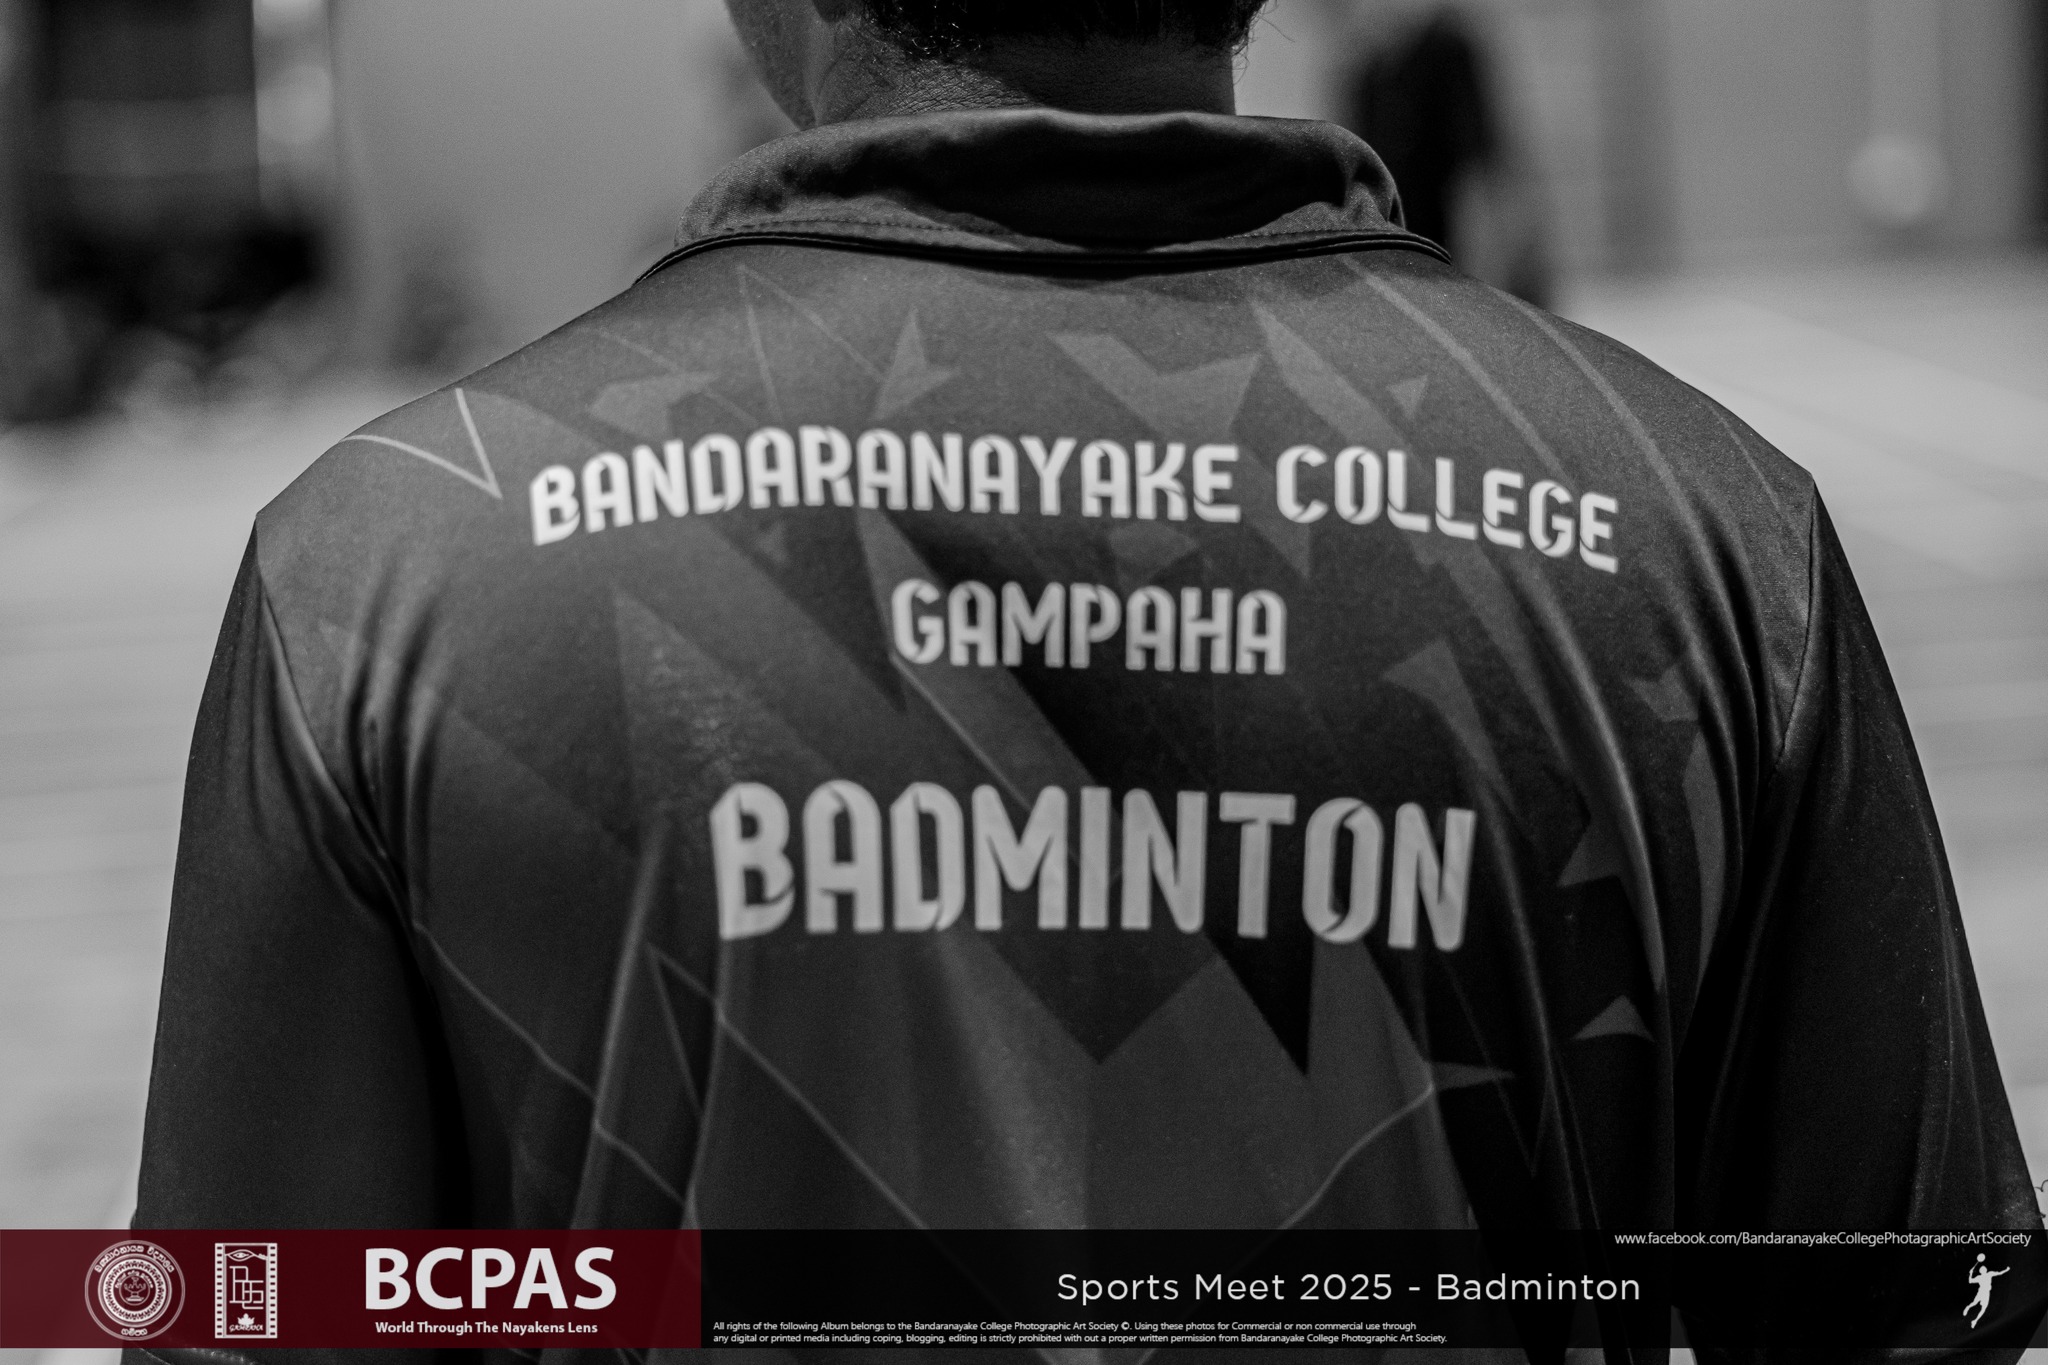 BANDARANAYAKE COLLEGE
GAMPAHA
BADMINTON
www.facebook.com/BandaranayakeCollegePhotagraphicArtSociety
BCPAS
World Through The Nayakens Lens
Sports Meet 2025 - Badminton
All rights of the following Album belongs to the Bandaranayake College Photographic Art Society ©. Using these photos for Commercial or non commercial use through
any digital or printed media including coping, blogging, editing is strictly prohibited with out a proper written permission from Bandaranayake College Photographic Art Society.